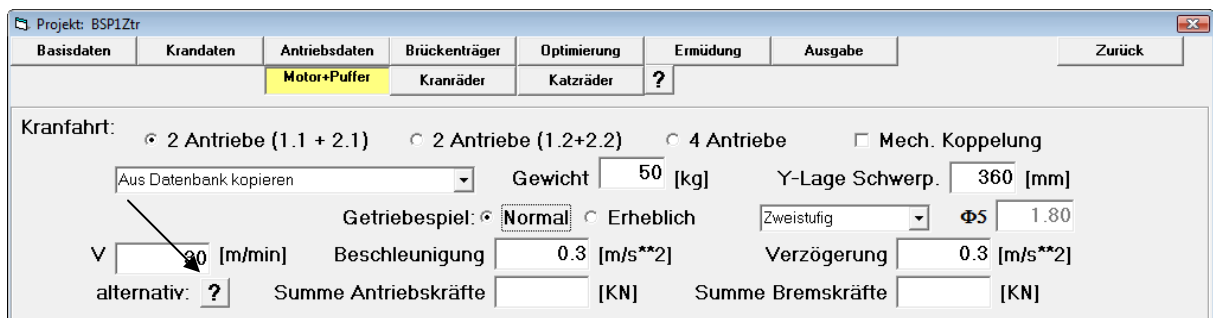 Projekt: BSP1Ztr
Basisdaten Krandaten Antriebsdaten Brückenträger Optimierung Ermüdung Ausgabe Zurück
Motor+Puffer Kranräder Katzräder ?
Kranfahrt: 2 Antriebe (1.1 + 2.1) 2 Antriebe (1.2+2.2) 4 Antriebe Mech. Koppelung
Aus Datenbank kopieren Gewicht 50 [kg] Y-Lage Schwerp. 360 [mm]
Getriebespiel: Normal Erheblich Zweistufig Φ5 1.80
V [m/min] Beschleunigung 0.3 [m/s**2] Verzögerung 0.3 [m/s**2]
alternativ: ? Summe Antriebskräfte [KN] Summe Bremskräfte [KN]